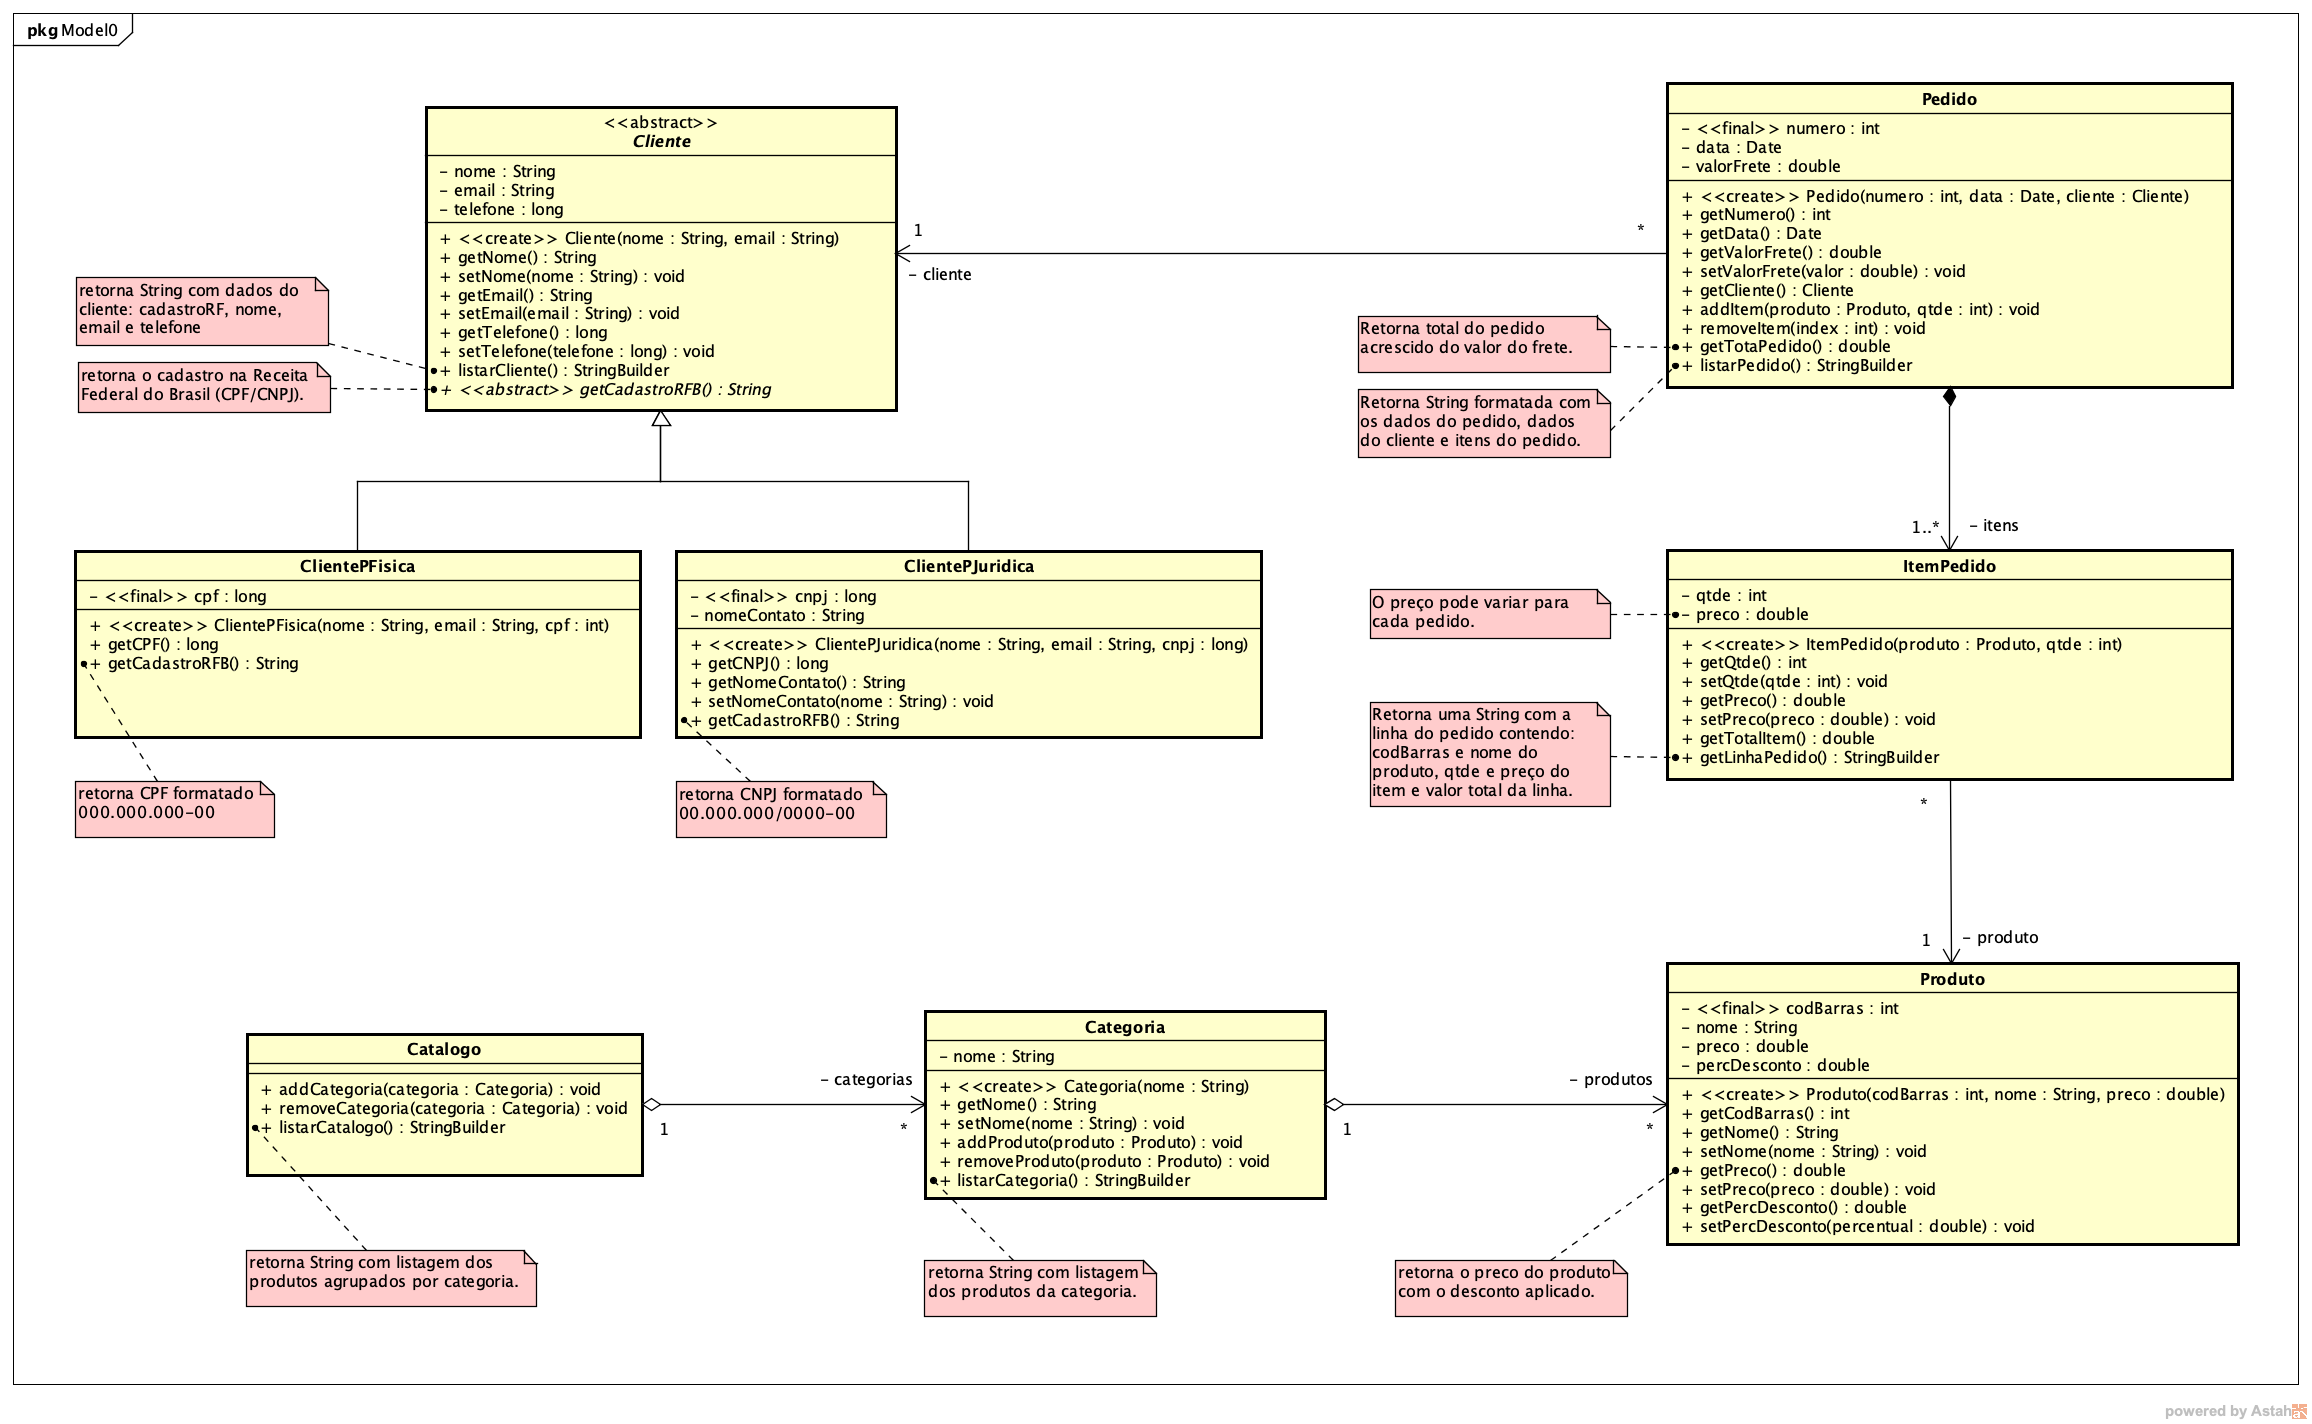 pkg Model0
<<abstract>>
Cliente
- nome : String
- email : String
- telefone : long
+ <<create>> Cliente(nome : String, email : String)
+ getNome() : String
+ setNome(nome : String) : void
+ getEmail() : String
+ setEmail(email : String) : void
+ getTelefone() : long
+ setTelefone(telefone : long) : void
+ listarCliente() : StringBuilder
+ <<abstract>> getCadastroRFB() : String
retorna String com dados do
cliente: cadastroRF, nome,
email e telefone
retorna o cadastro na Receita
Federal do Brasil (CPF/CNPJ).
1
*
- cliente
Pedido
- <<final>> numero : int
- data : Date
- valorFrete : double
+ <<create>> Pedido(numero : int, data : Date, cliente : Cliente)
+ getNumero() : int
+ getData() : Date
+ getValorFrete() : double
+ setValorFrete(valor : double) : void
+ getCliente() : Cliente
+ addItem(produto : Produto, qtde : int) : void
+ removeItem(index : int) : void
+ getTotaPedido() : double
+ listarPedido() : StringBuilder
Retorna total do pedido
acrescido do valor do frete.
Retorna String formatada com
os dados do pedido, dados
do cliente e itens do pedido.
1..*
- itens
ClientePFisica
- <<final>> cpf : long
+ <<create>> ClientePFisica(nome : String, email : String, cpf : int)
+ getCPF() : long
+ getCadastroRFB() : String
retorna CPF formatado
000.000.000-00
ClientePJuridica
- <<final>> cnpj : long
- nomeContato : String
+ <<create>> ClientePJuridica(nome : String, email : String, cnpj : long)
+ getCNPJ() : long
+ getNomeContato() : String
+ setNomeContato(nome : String) : void
+ getCadastroRFB() : String
retorna CNPJ formatado
00.000.000/0000-00
ItemPedido
- qtde : int
- preco : double
+ <<create>> ItemPedido(produto : Produto, qtde : int)
+ getQtde() : int
+ setQtde(qtde : int) : void
+ getPreco() : double
+ setPreco(preco : double) : void
+ getTotalItem() : double
+ getLinhaPedido() : StringBuilder
O preço pode variar para
cada pedido.
Retorna uma String com a
linha do pedido contendo:
codBarras e nome do
produto, qtde e preço do
item e valor total da linha.
*
1
- produto
Catalogo
+ addCategoria(categoria : Categoria) : void
+ removeCategoria(categoria : Categoria) : void
+ listarCatalogo() : StringBuilder
retorna String com listagem dos
produtos agrupados por categoria.
- categorias
1
*
Categoria
- nome : String
+ <<create>> Categoria(nome : String)
+ getNome() : String
+ setNome(nome : String) : void
+ addProduto(produto : Produto) : void
+ removeProduto(produto : Produto) : void
+ listarCategoria() : StringBuilder
retorna String com listagem
dos produtos da categoria.
- produtos
1
*
Produto
- <<final>> codBarras : int
- nome : String
- preco : double
- percDesconto : double
+ <<create>> Produto(codBarras : int, nome : String, preco : double)
+ getCodBarras() : int
+ getNome() : String
+ setNome(nome : String) : void
+ getPreco() : double
+ setPreco(preco : double) : void
+ getPercDesconto() : double
+ setPercDesconto(percentual : double) : void
retorna o preco do produto
com o desconto aplicado.
powered by Astah